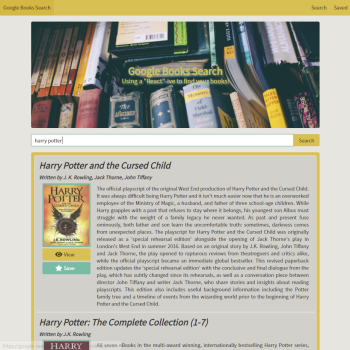 Google Books Search
Search
Saved
Google Books Search
Using a "React"-ive to find your books!
harry potter
Search
Harry Potter and the Cursed Child
Written by J. K. Rowling, Jack Thorne, John Tiffany
The official playscript of the original West End production of Harry Potter and the Cursed Child.
It was always difficult being Harry Potter and it isn't much easier now that he is an overworked
employee of the Ministry of Magic, a husband, and father of three school-age children. While
Harry grapples with a past that refuses to stay where it belongs, his youngest son Albus must
struggle with the weight of a family legacy he never wanted. As past and present fuse
ominously, both father and son learn the uncomfortable truth: sometimes, darkness comes
from unexpected places. The playscript for Harry Potter and the Cursed Child was originally
released as a 'special rehearsal edition' alongside the opening of Jack Thorne's play in
London's West End in summer 2016. Based on an original story by J.K. Rowling, John Tiffany
and Jack Thorne, the play opened to rapturous reviews from theatregoers and critics alike,
while the official playscript became an immediate global bestseller. This revised paperback
edition updates the 'special rehearsal edition' with the conclusive and final dialogue from the
play, which has subtly changed since its rehearsals, as well as a conversation piece between
director John Tiffany and writer Jack Thorne, who share stories and insights about reading
playscripts. This edition also includes useful background information including the Potter
family tree and a timeline of events from the wizarding world prior to the beginning of Harry
Potter and the Cursed Child.
HARRY
POTTER
J.K.ROWLING
View
Save
Harry Potter: The Complete Collection (1-7)
Written by J.K. Rowling
All seven eBooks in the multi-award winning, internationally bestselling Harry Potter series,